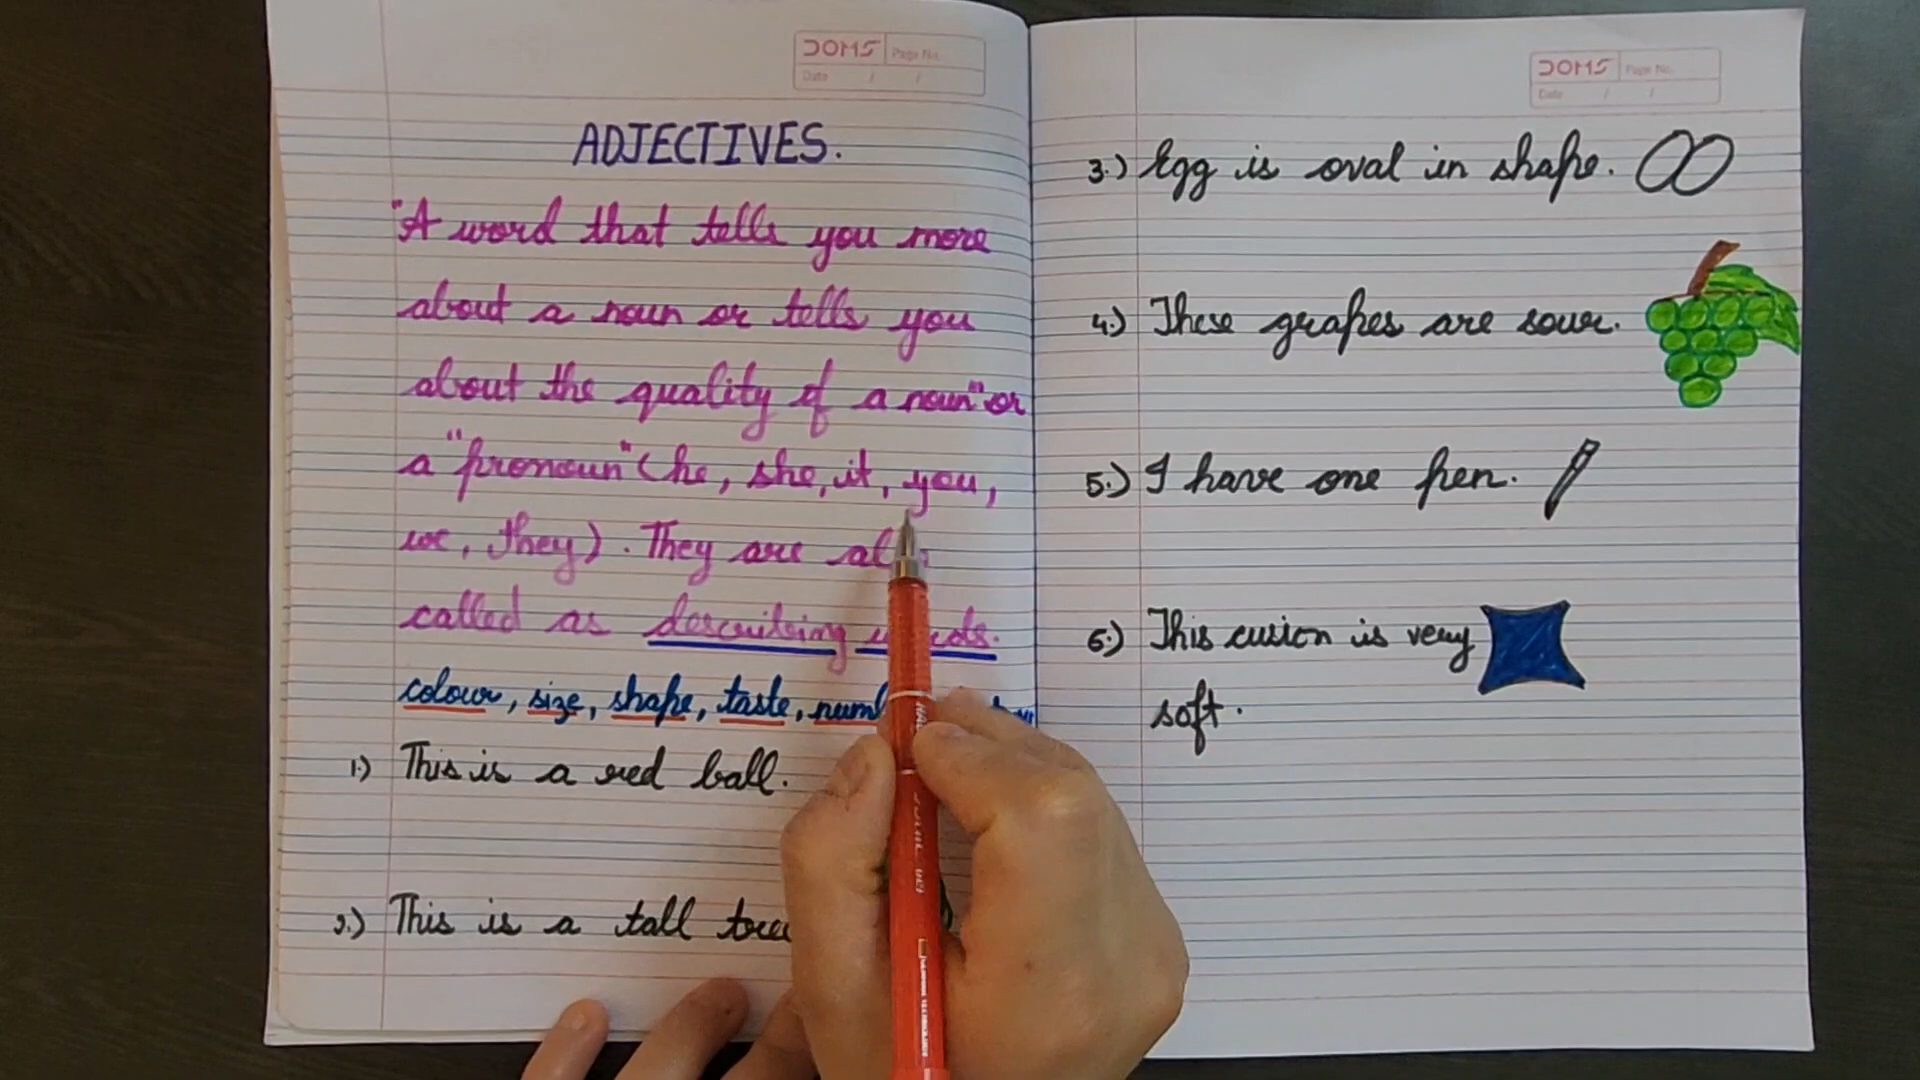 DOMS Page No.
Date / /
ADJECTIVES.
"A word that tells you more
about a noun or tells you
about the quality of a noun" or
a "pronoun" (he, she, it, you,
we, they). They are
called as describing
colour, size, shape, taste,
1.) This is a red ball.
2.) This is a tall tree
DOMS Page No.
Date / /
3.) Egg is oval in shape.
4.) These grapes are sour.
5.) I have one pen.
6.) This cusion is very
soft.